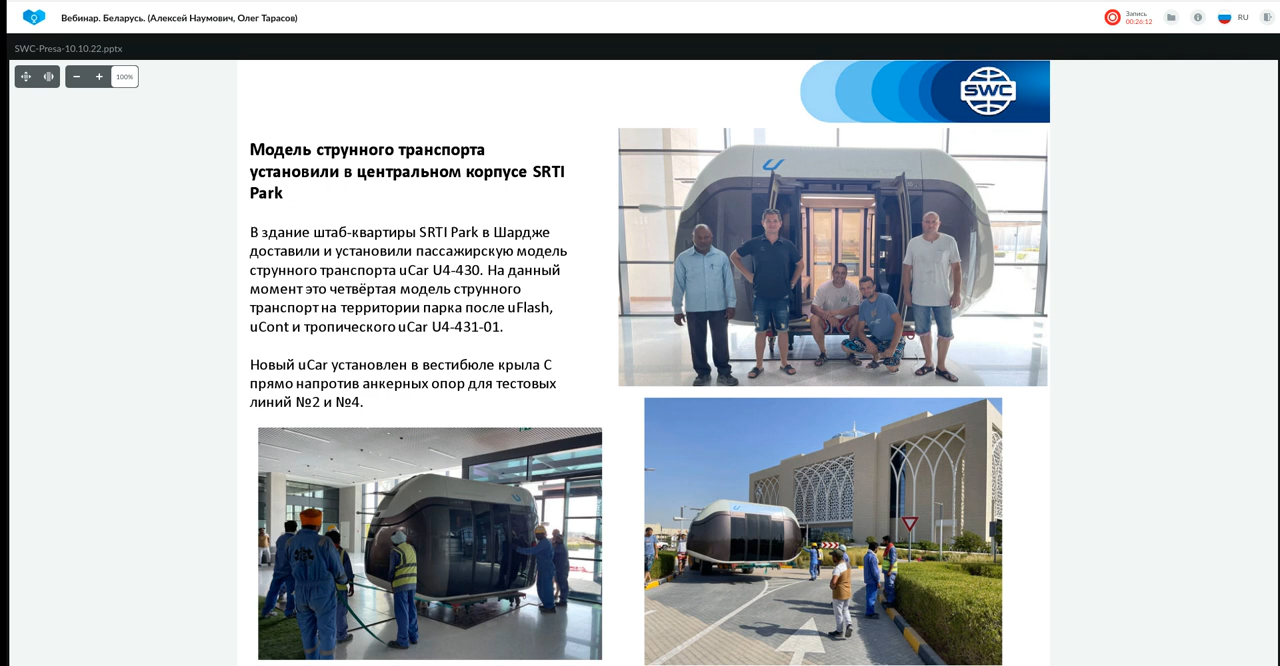 Вебинар. Беларусь. (Алексей Наумович, Олег Тарасов)
Запись
00:26:12
RU
SWC-Presa-10.10.22.pptx
100%
SWC
Модель струнного транспорта
установили в центральном корпусе SRTI
Park
В здание штаб-квартиры SRTI Park в Шардже
доставили и установили пассажирскую модель
струнного транспорта uCar U4-430. На данный
момент это четвёртая модель струнного
транспорт на территории парка после uFlash,
uCont и тропического uCar U4-431-01.
Новый uCar установлен в вестибюле крыла С
прямо напротив анкерных опор для тестовых
линий №2 и №4.